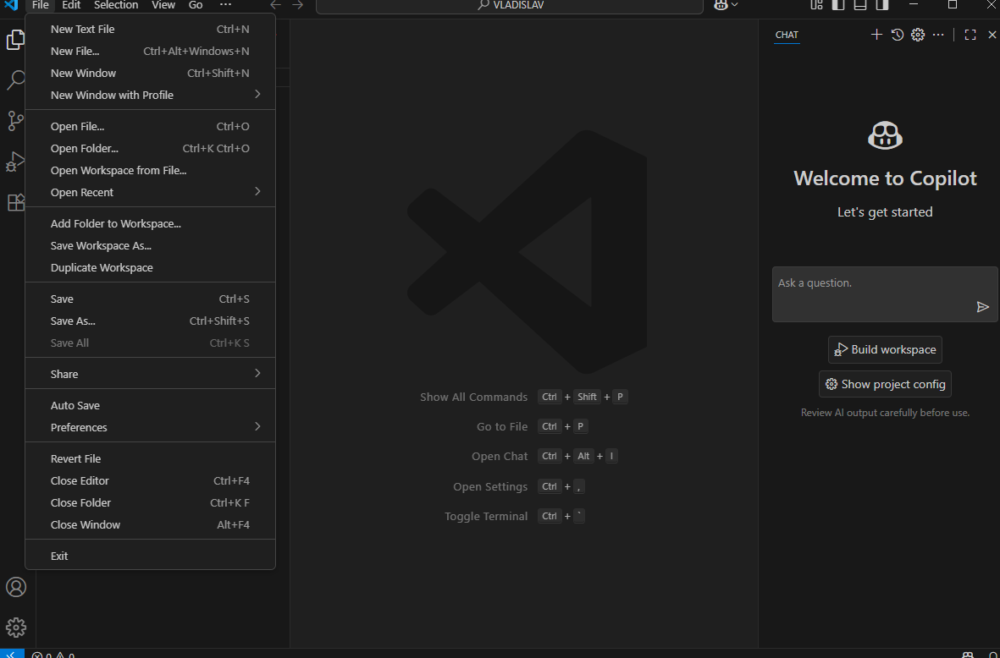 File Edit Selection View Go ···
VLADISLAV
New Text File Ctrl+N
New File... Ctrl+Alt+Windows+N
New Window Ctrl+Shift+N
New Window with Profile
Open File... Ctrl+O
Open Folder... Ctrl+K Ctrl+O
Open Workspace from File...
Open Recent
Add Folder to Workspace...
Save Workspace As...
Duplicate Workspace
Save Ctrl+S
Save As... Ctrl+Shift+S
Save All Ctrl+K S
Share
Auto Save
Preferences
Revert File
Close Editor Ctrl+F4
Close Folder Ctrl+K F
Close Window Alt+F4
Exit
Show All Commands Ctrl + Shift + P
Go to File Ctrl + P
Open Chat Ctrl + Alt + I
Open Settings Ctrl + ,
Toggle Terminal Ctrl + `
CHAT
Welcome to Copilot
Let's get started
Ask a question.
Build workspace
Show project config
Review AI output carefully before use.
0 0